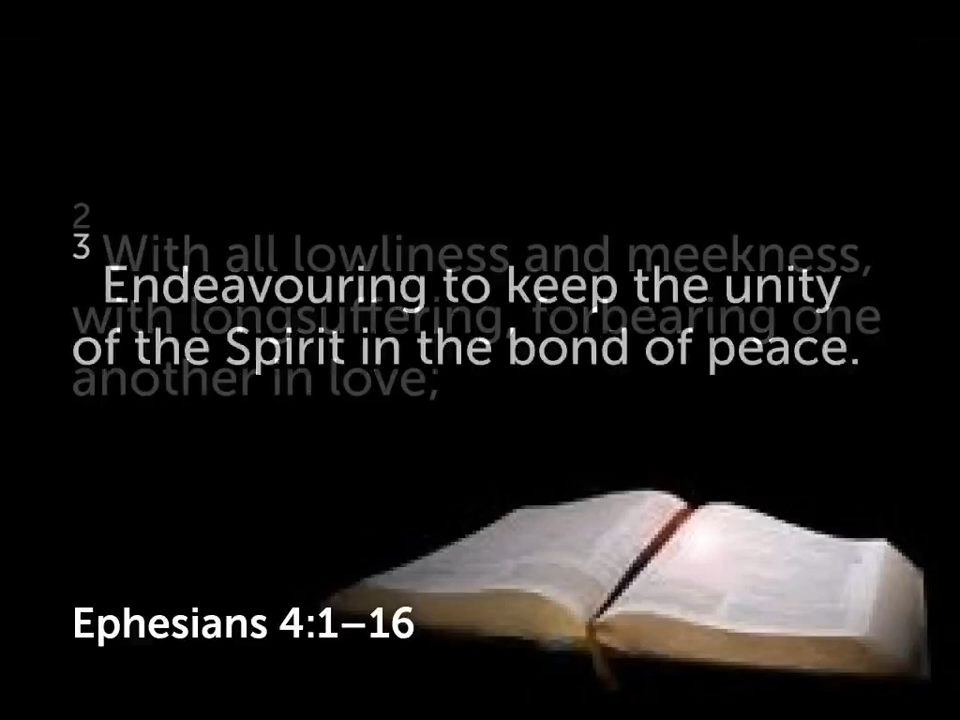 2
With all lowliness and meekness,
with longsuffering, forbearing one
another in love;
3
Endeavouring to keep the unity
of the Spirit in the bond of peace.
Ephesians 4:1–16